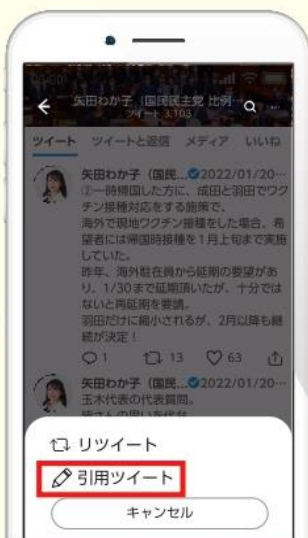 矢田わか子（国民民主党 比例…
ツイート 3,103
ツイート ツイートと返信 メディア いいね
矢田わか子（国民…2022/01/20…
②一時帰国した方に、成田と羽田でワク
チン接種対応をする施策で、
海外で現地ワクチン接種をした場合、希
望者には帰国時接種を1月上旬まで実施
していた。
昨年、海外駐在員から延期の要望があ
り、1/30まで延期頂いたが、十分では
ないと再延期を要請。
羽田だけに縮小されるが、2月以降も継
続が決定！
1 13 63
矢田わか子（国民…2022/01/20…
玉木代表の代表質問。
リツイート
引用ツイート
キャンセル